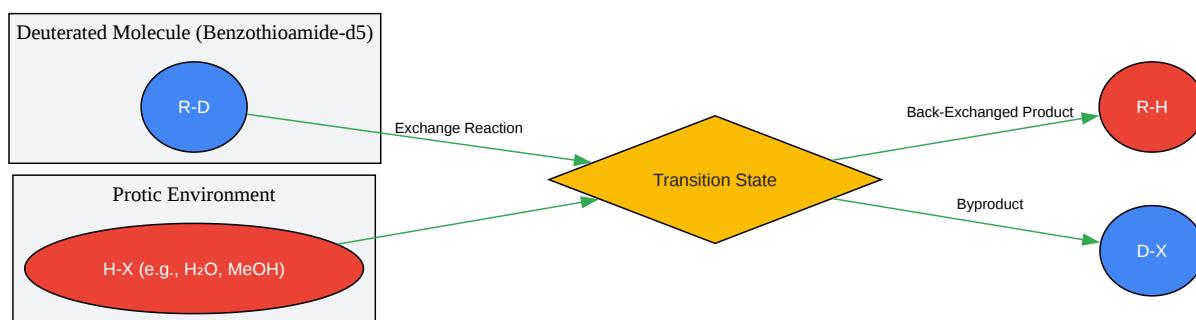 Deuterated Molecule (Benzothioamide-d5)
R-D
Exchange Reaction
Protic Environment
H-X (e.g., H₂O, MeOH)
Transition State
Back-Exchanged Product
R-H
Byproduct
D-X